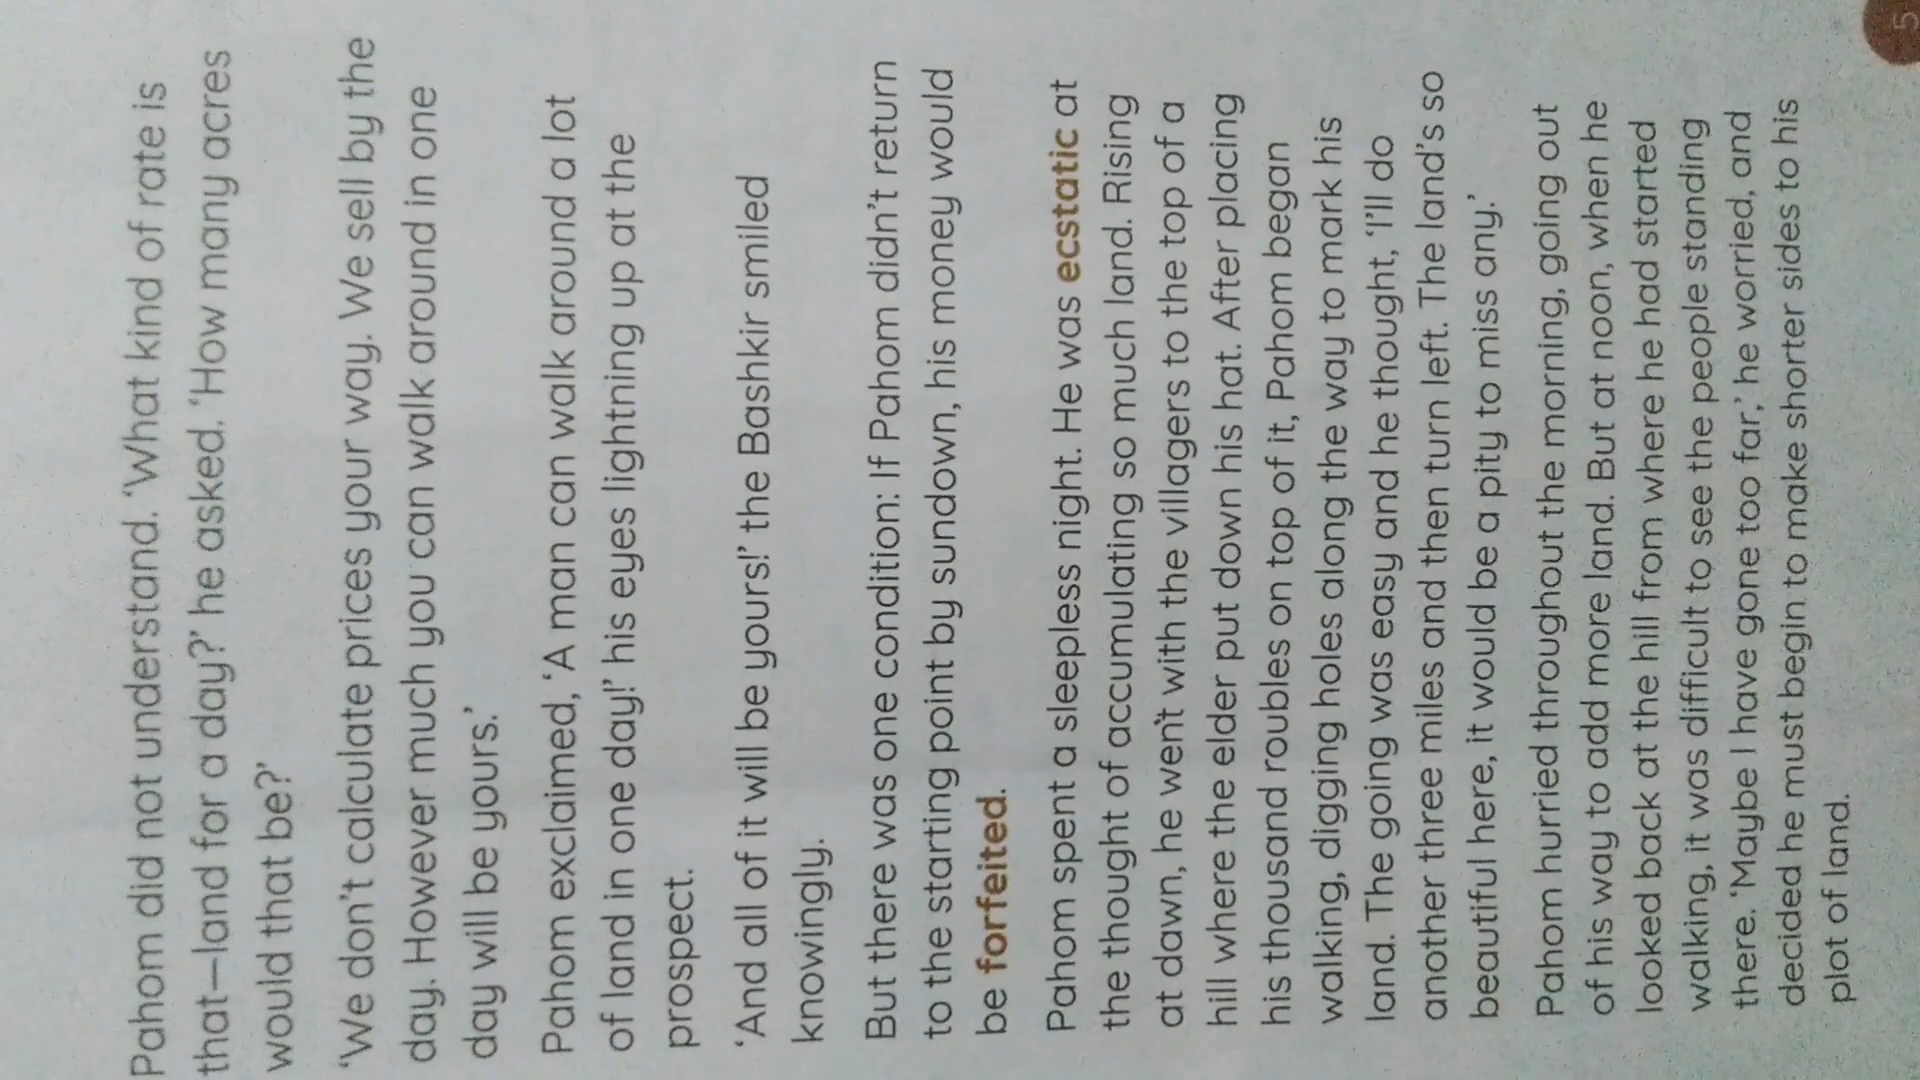 Pahom did not understand. ‘What kind of rate is
that—land for a day?’ he asked. ‘How many acres
would that be?’
‘We don’t calculate prices your way. We sell by the
day. However much you can walk around in one
day will be yours.’
Pahom exclaimed, ‘A man can walk around a lot
of land in one day!’ his eyes lightning up at the
prospect.
‘And all of it will be yours!’ the Bashkir smiled
knowingly.
But there was one condition: If Pahom didn’t return
to the starting point by sundown, his money would
be forfeited.
Pahom spent a sleepless night. He was ecstatic at
the thought of accumulating so much land. Rising
at dawn, he went with the villagers to the top of a
hill where the elder put down his hat. After placing
his thousand roubles on top of it, Pahom began
walking, digging holes along the way to mark his
land. The going was easy and he thought, ‘I’ll do
another three miles and then turn left. The land’s so
beautiful here, it would be a pity to miss any.’
Pahom hurried throughout the morning, going out
of his way to add more land. But at noon, when he
looked back at the hill from where he had started
walking, it was difficult to see the people standing
there. ‘Maybe I have gone too far,’ he worried, and
decided he must begin to make shorter sides to his
plot of land.
5